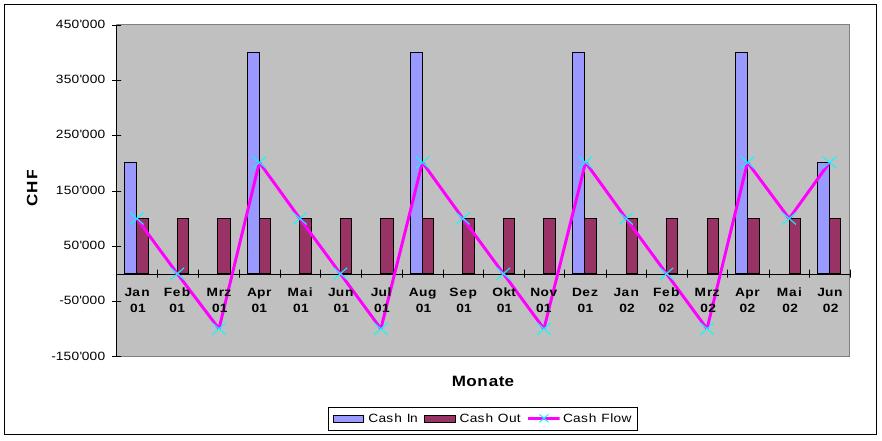 450'000
350'000
250'000
150'000
50'000
-50'000
-150'000
CHF
Jan Feb Mrz Apr Mai Jun Jul Aug Sep Okt Nov Dez Jan Feb Mrz Apr Mai Jun
01 01 01 01 01 01 01 01 01 01 01 01 02 02 02 02 02 02
Monate
Cash In Cash Out Cash Flow